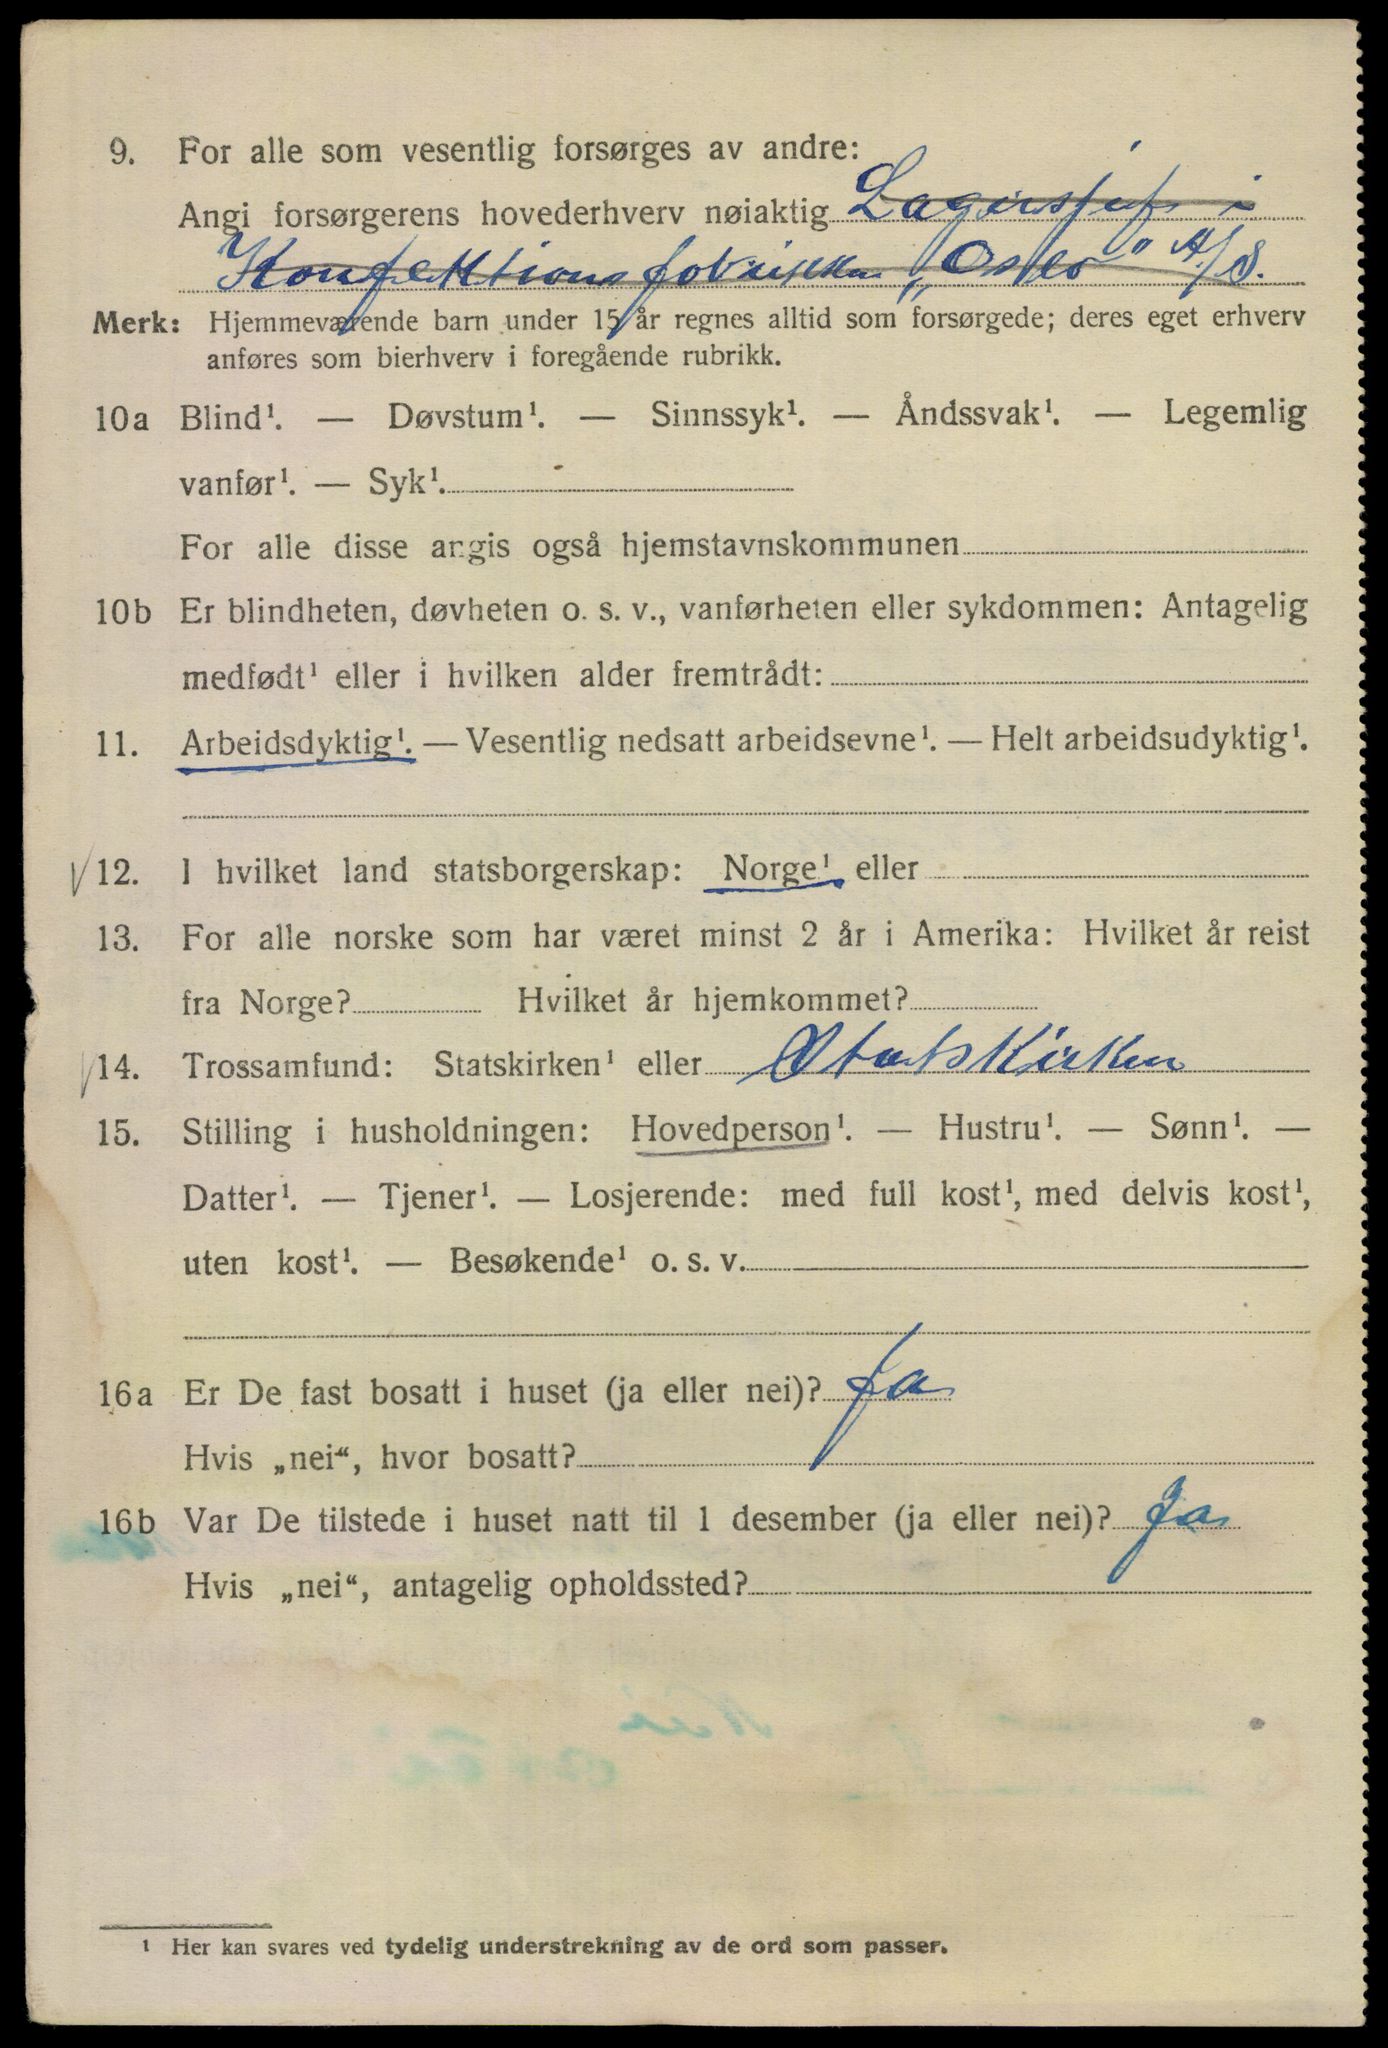 9. For alle som vesentlig forsørges av andre:
Angi forsørgerens hovederhverv nøiaktig Lagerssjef i
Konfektionsfabrikken „Oslo" A/S.
Merk: Hjemmeværende barn under 15 år regnes alltid som forsørgede; deres eget erhverv
anføres som bierhverv i foregående rubrikk.
10a Blind¹. — Døvstum¹. — Sinnssyk¹. — Åndssvak¹. — Legemlig
vanfør¹. — Syk¹.
For alle disse angis også hjemstavnskommunen
10b Er blindheten, døvheten o. s. v., vanførheten eller sykdommen: Antagelig
medfødt¹ eller i hvilken alder fremtrådt:
11. Arbeidsdyktig¹. — Vesentlig nedsatt arbeidsevne¹. — Helt arbeidsudyktig¹.
12. I hvilket land statsborgerskap: Norge¹ eller
13. For alle norske som har været minst 2 år i Amerika: Hvilket år reist
fra Norge? Hvilket år hjemkommet?
14. Trossamfund: Statskirken¹ eller Statskirken
15. Stilling i husholdningen: Hovedperson¹. — Hustru¹. — Sønn¹. —
Datter¹. — Tjener¹. — Losjerende: med full kost¹, med delvis kost¹,
uten kost¹. — Besøkende¹ o. s. v.
16a Er De fast bosatt i huset (ja eller nei)? Ja
Hvis „nei“, hvor bosatt?
16b Var De tilstede i huset natt til 1 desember (ja eller nei)? Ja
Hvis „nei“, antagelig opholdssted?
¹ Her kan svares ved tydelig understrekning av de ord som passer.